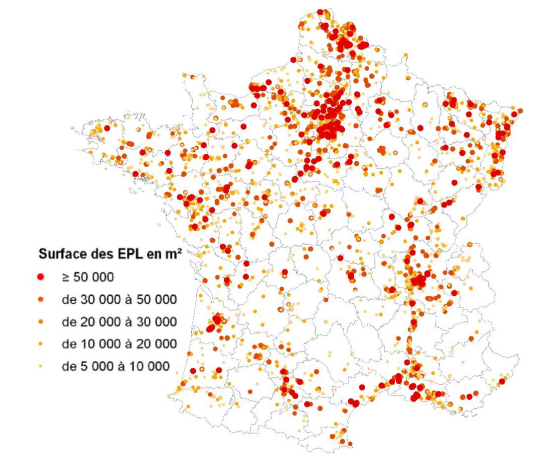 Surface des EPL en m²
≥ 50 000
de 30 000 à 50 000
de 20 000 à 30 000
de 10 000 à 20 000
de 5 000 à 10 000